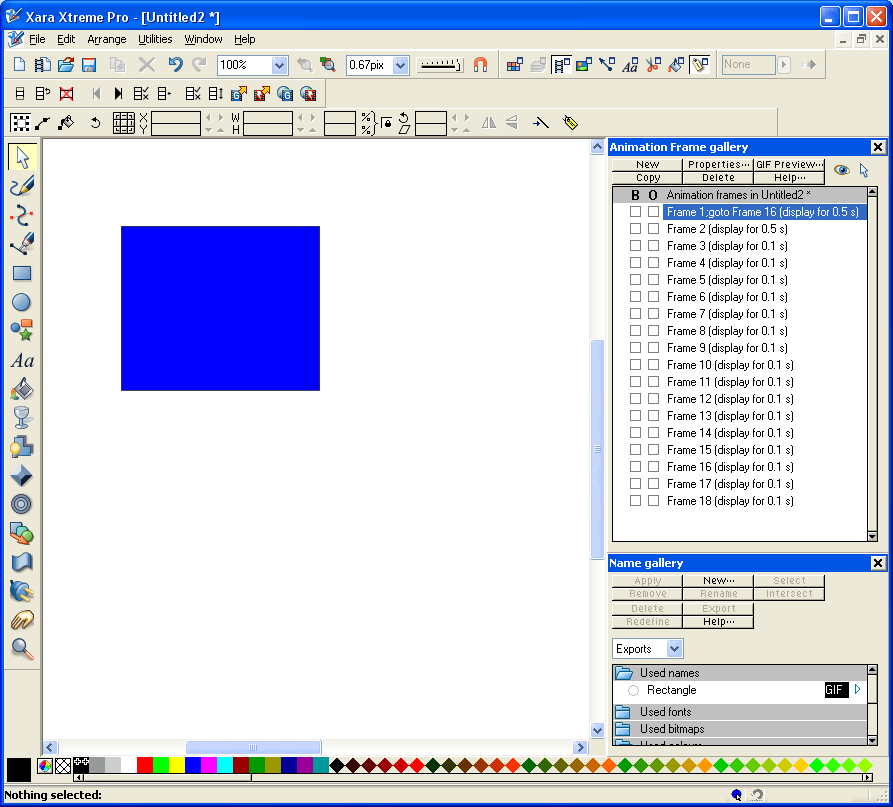 Xara Xtreme Pro - [Untitled2 *]
File Edit Arrange Utilities Window Help
100% 0.67pix None
X W
Y H
Animation Frame gallery
New Properties... GIF Preview...
Copy Delete Help...
B O Animation frames in Untitled2 *
Frame 1;goto Frame 16 (display for 0.5 s)
Frame 2 (display for 0.5 s)
Frame 3 (display for 0.1 s)
Frame 4 (display for 0.1 s)
Frame 5 (display for 0.1 s)
Frame 6 (display for 0.1 s)
Frame 7 (display for 0.1 s)
Frame 8 (display for 0.1 s)
Frame 9 (display for 0.1 s)
Frame 10 (display for 0.1 s)
Frame 11 (display for 0.1 s)
Frame 12 (display for 0.1 s)
Frame 13 (display for 0.1 s)
Frame 14 (display for 0.1 s)
Frame 15 (display for 0.1 s)
Frame 16 (display for 0.1 s)
Frame 17 (display for 0.1 s)
Frame 18 (display for 0.1 s)
Aa
Name gallery
Apply New... Select
Remove Rename Intersect
Delete Export
Redefine Help...
Exports
Used names
Rectangle GIF
Used fonts
Used bitmaps
Nothing selected: